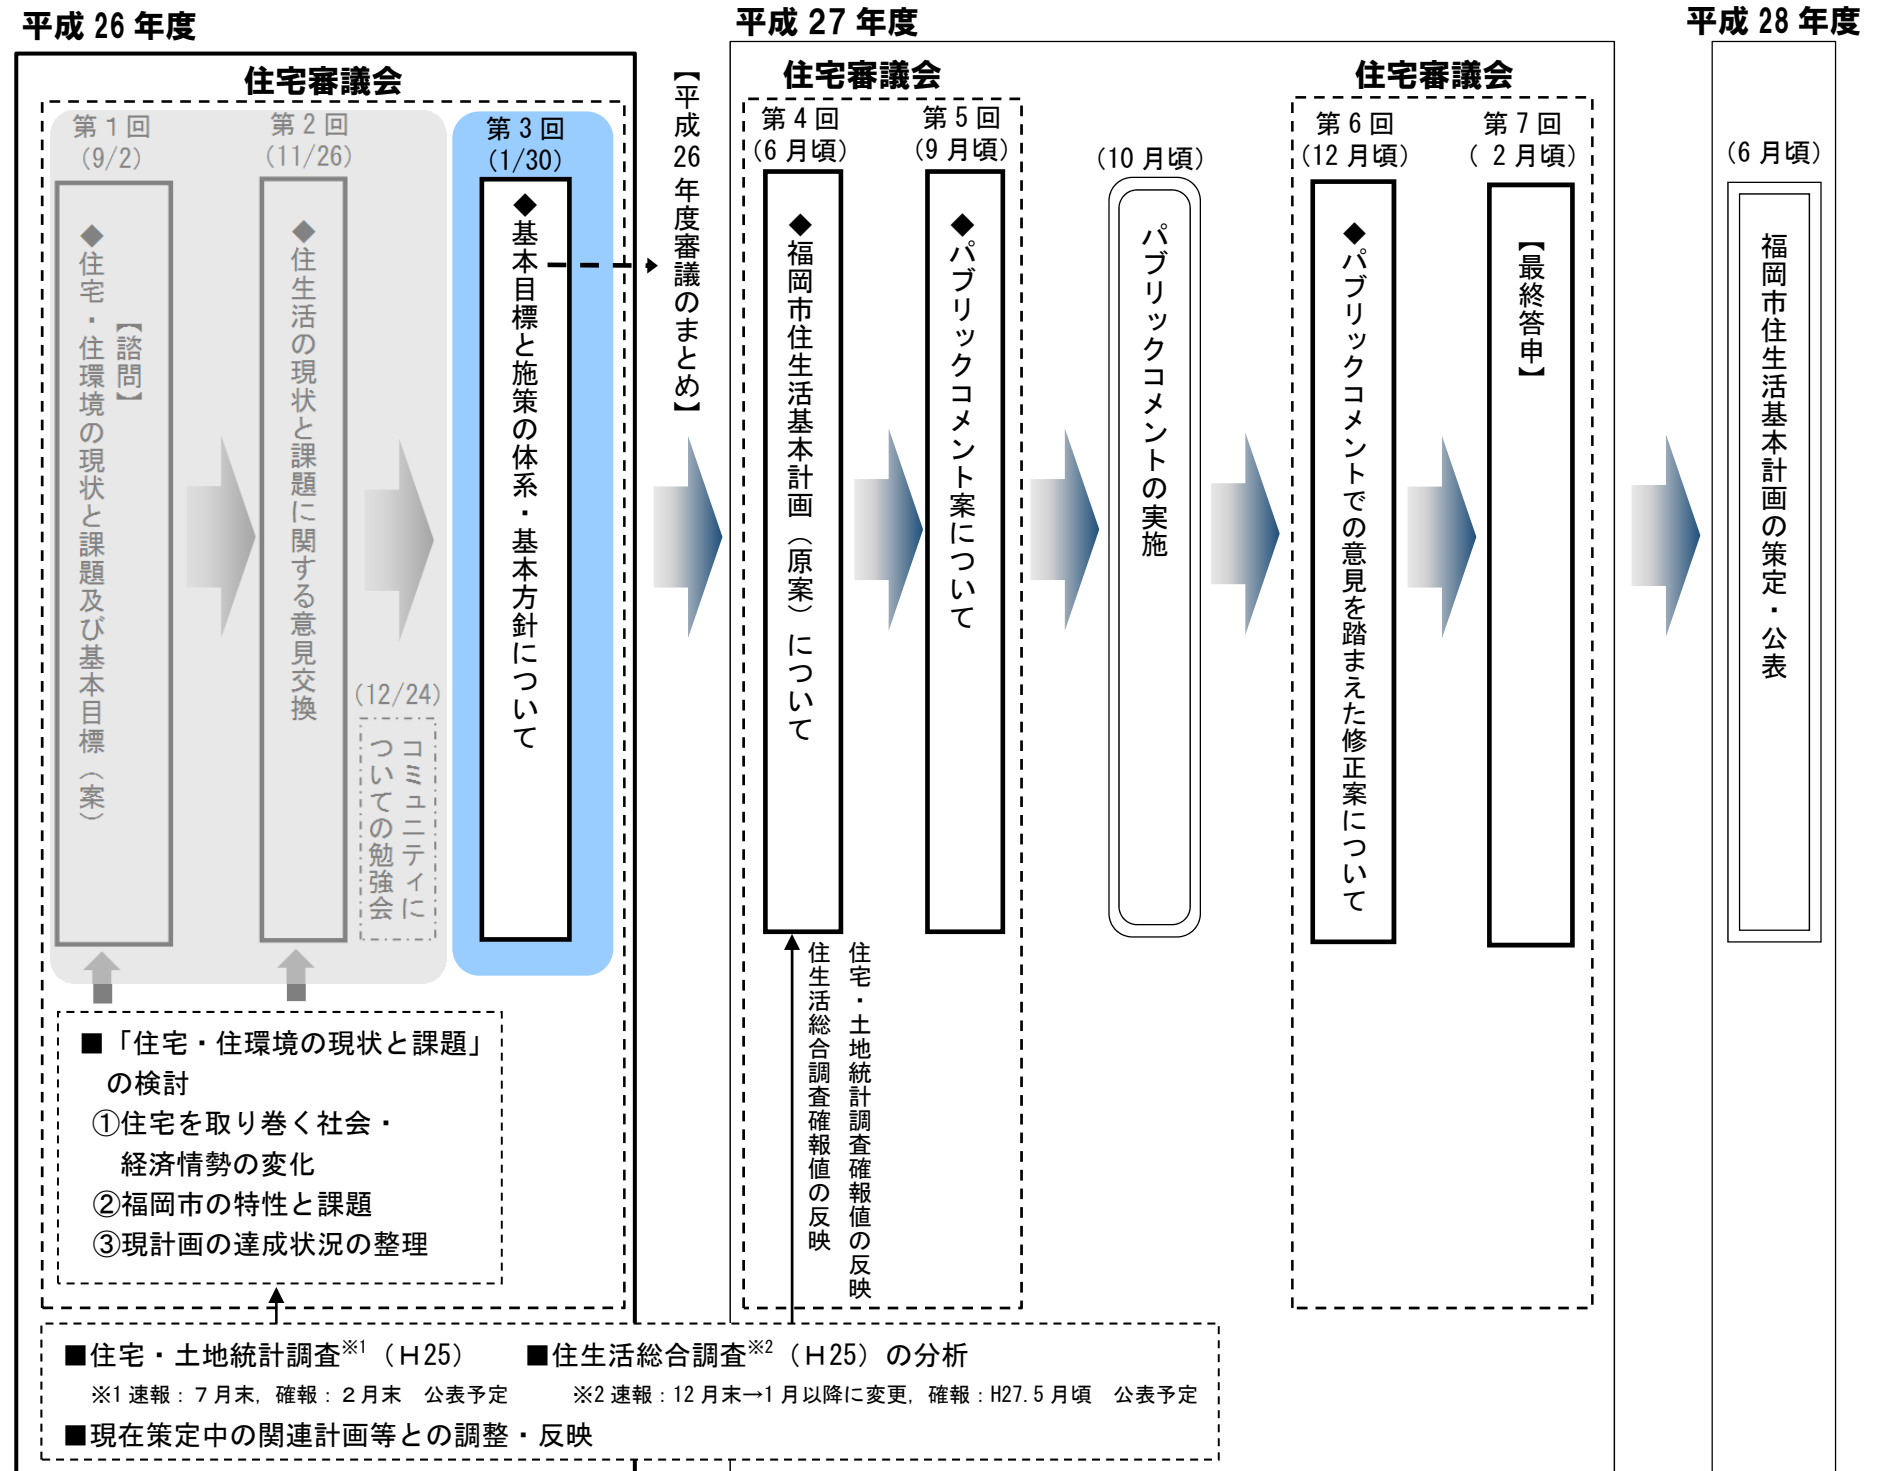 平成 26 年度
住宅審議会
第 1 回
(9/2)
◆住宅・住環境の現状と課題及び基本目標（案）
【諮問】
第 2 回
(11/26)
◆住生活の現状と課題に関する意見交換
(12/24)
コミュニティに
ついての勉強会
第 3 回
(1/30)
◆基本目標と施策の体系・基本方針について
【平成 26 年度審議のまとめ】
■「住宅・住環境の現状と課題」
の検討
①住宅を取り巻く社会・
経済情勢の変化
②福岡市の特性と課題
③現計画の達成状況の整理
平成 27 年度
住宅審議会
第 4 回
(6 月頃)
◆福岡市住生活基本計画（原案）について
第 5 回
(9 月頃)
◆パブリックコメント案について
住宅・土地統計調査確報値の反映
住生活総合調査確報値の反映
(10 月頃)
パブリックコメントの実施
住宅審議会
第 6 回
(12 月頃)
◆パブリックコメントでの意見を踏まえた修正案について
第 7 回
( 2 月頃)
【最終答申】
平成 28 年度
(6 月頃)
福岡市住生活基本計画の策定・公表
■住宅・土地統計調査※1（H25）　■住生活総合調査※2（H25）の分析
※1 速報：７月末，確報：２月末　公表予定　※2 速報：12 月末→1 月以降に変更，確報：H27.5 月頃　公表予定
■現在策定中の関連計画等との調整・反映